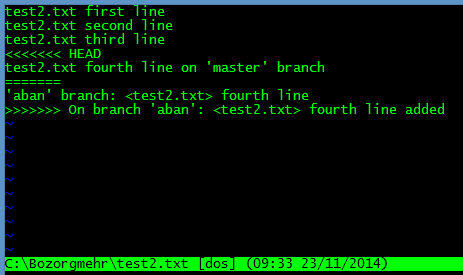 test2.txt first line
test2.txt second line
test2.txt third line
<<<<<<< HEAD
test2.txt fourth line on 'master' branch
=======
'aban' branch: <test2.txt> fourth line
>>>>>>> On branch 'aban': <test2.txt> fourth line added
~
~
~
~
~
~
~
~
~
~
C:\Bozorgmehr\test2.txt [dos] (09:33 23/11/2014)